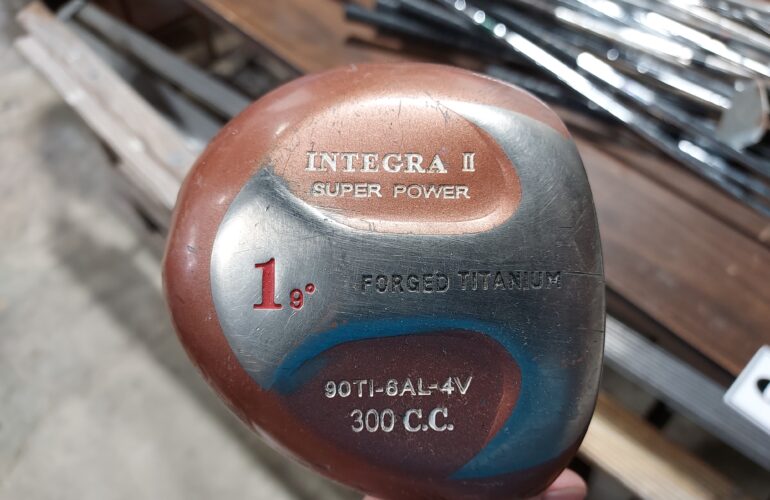 INTEGRA II
SUPER POWER
1 9°
FORGED TITANIUM
90TI-6AL-4V
300 C.C.